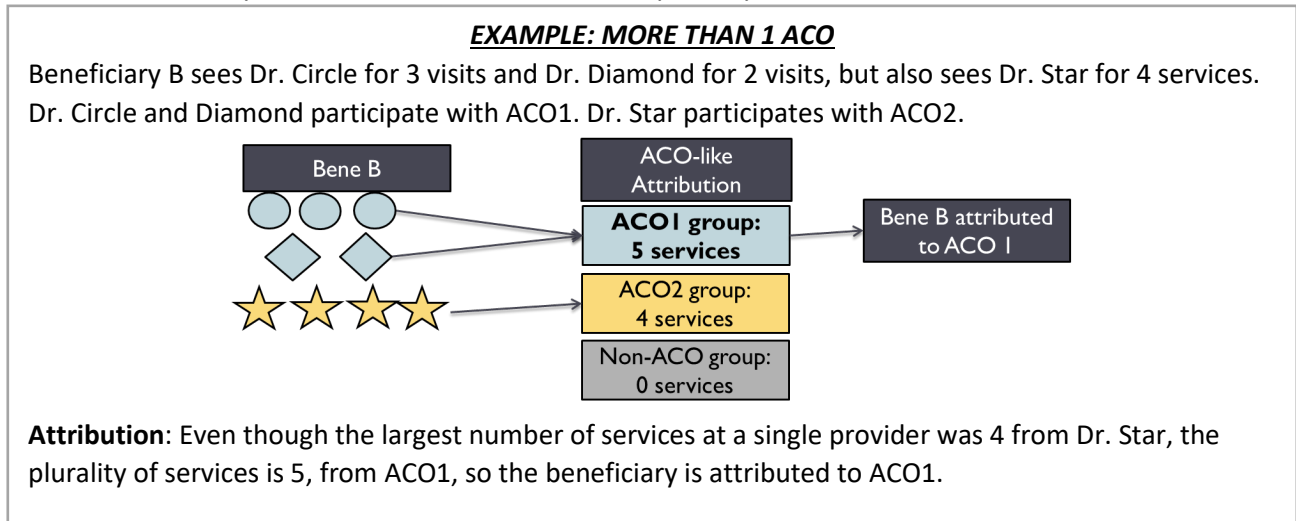 EXAMPLE: MORE THAN 1 ACO
Beneficiary B sees Dr. Circle for 3 visits and Dr. Diamond for 2 visits, but also sees Dr. Star for 4 services.
Dr. Circle and Diamond participate with ACO1. Dr. Star participates with ACO2.
Bene B
ACO-like
Attribution
ACO1 group:
5 services
Bene B attributed
to ACO 1
ACO2 group:
4 services
Non-ACO group:
0 services
Attribution: Even though the largest number of services at a single provider was 4 from Dr. Star, the
plurality of services is 5, from ACO1, so the beneficiary is attributed to ACO1.